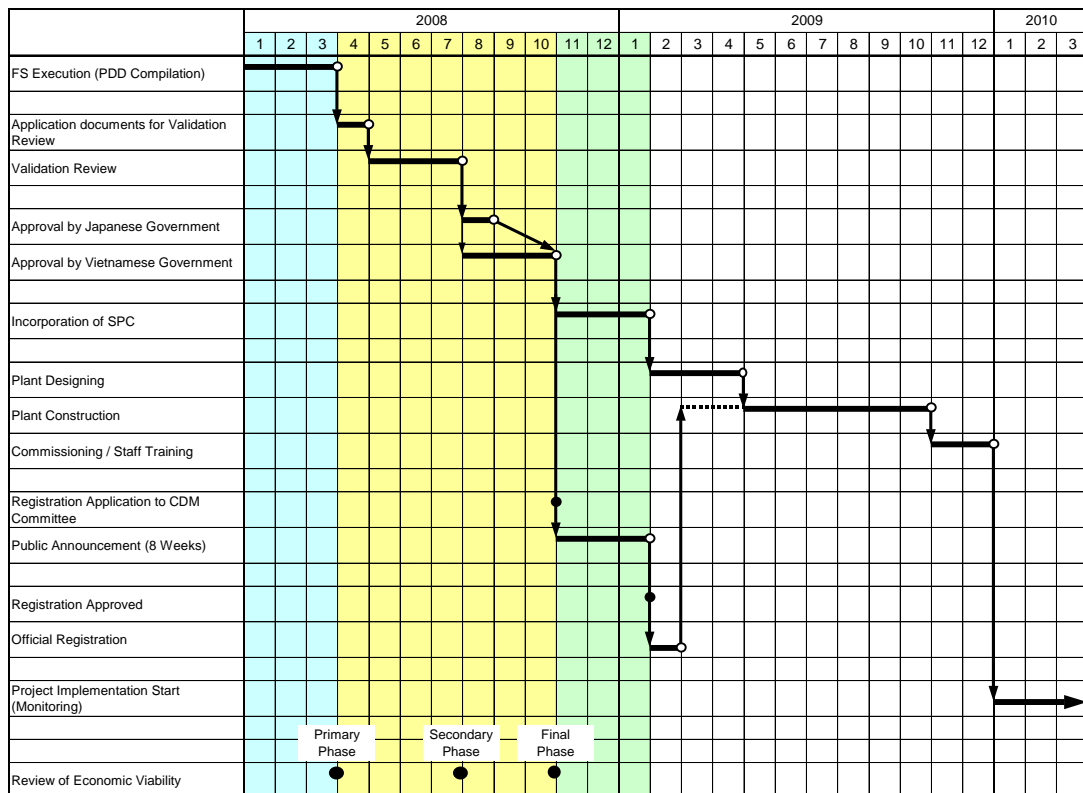 2008 2009 2010
1 2 3 4 5 6 7 8 9 10 11 12 1 2 3 4 5 6 7 8 9 10 11 12 1 2 3
FS Execution (PDD Compilation)
Application documents for Validation
Review
Validation Review
Approval by Japanese Government
Approval by Vietnamese Government
Incorporation of SPC
Plant Designing
Plant Construction
Commissioning / Staff Training
Registration Application to CDM
Committee
Public Announcement (8 Weeks)
Registration Approved
Official Registration
Project Implementation Start
(Monitoring)
Primary
Phase
Secondary
Phase
Final
Phase
Review of Economic Viability